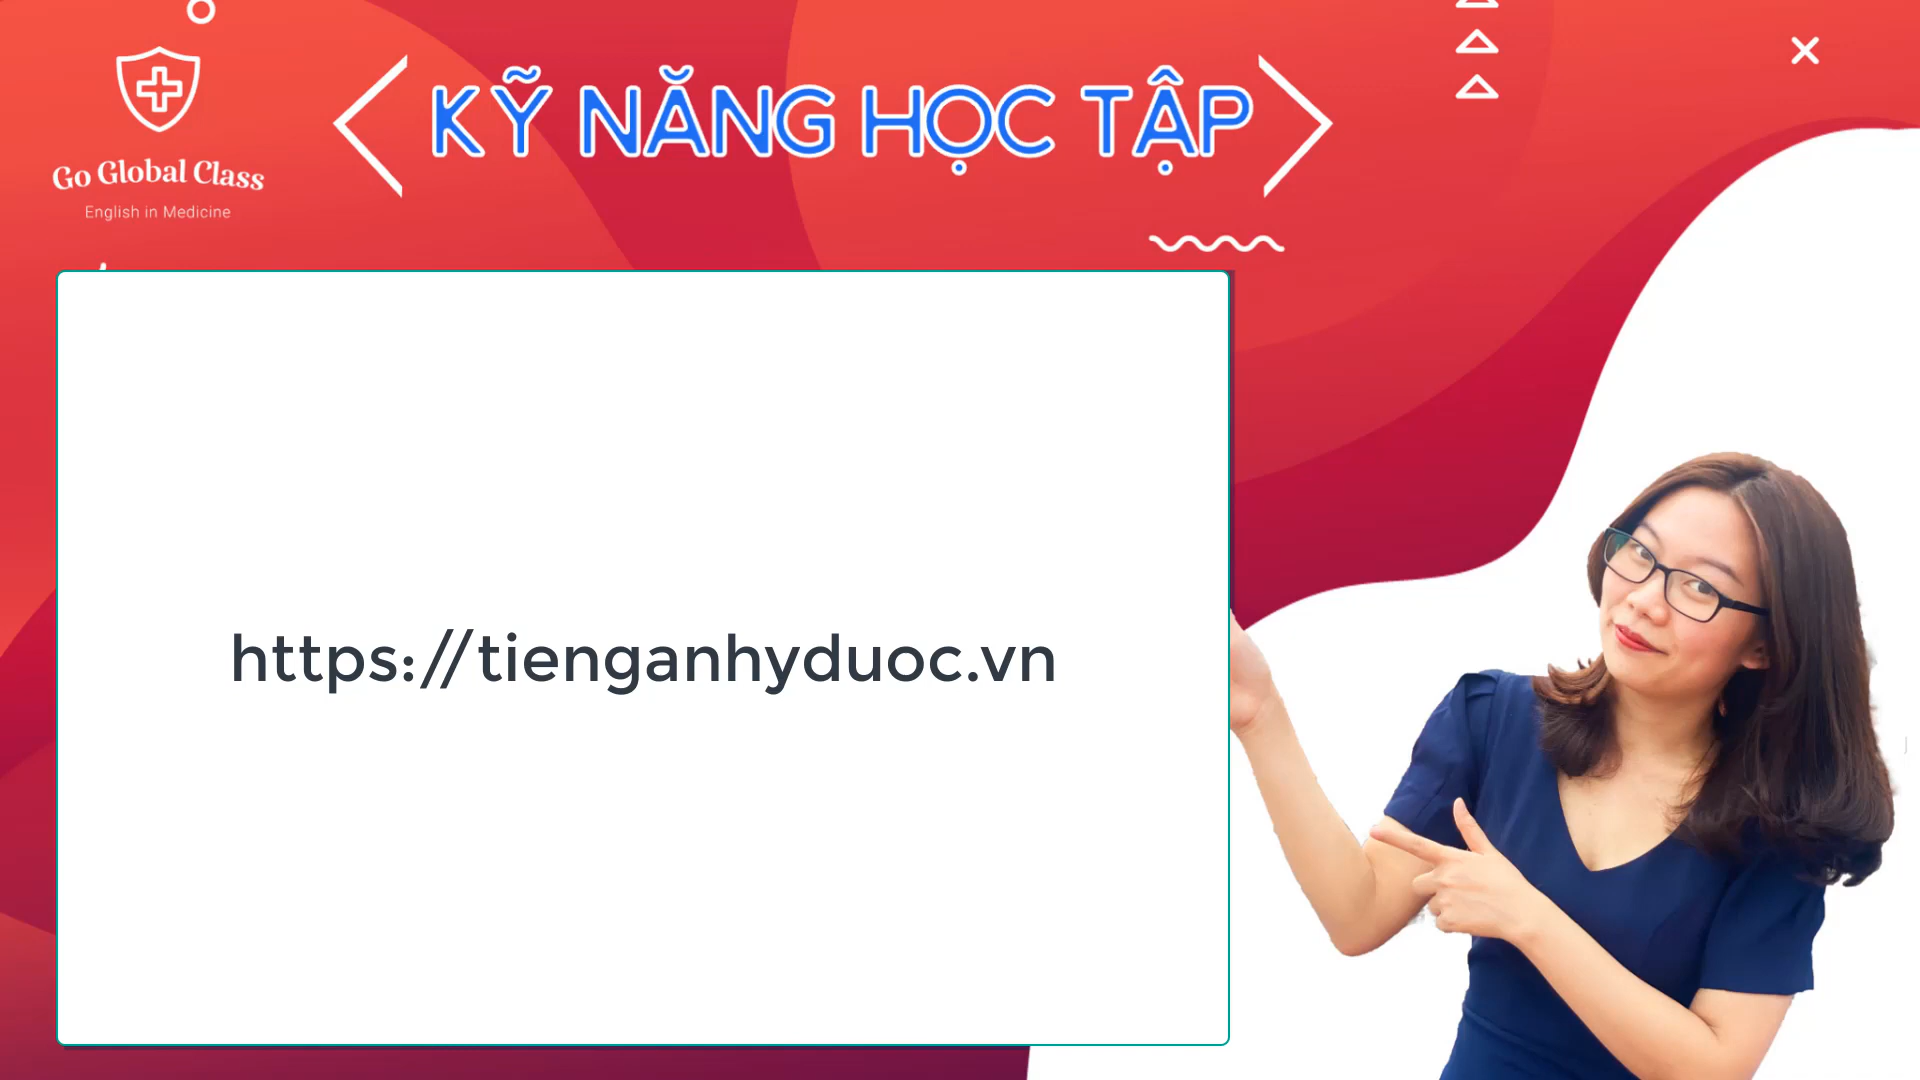 KỸ NĂNG HỌC TẬP
Go Global Class
English in Medicine
https://tienganhyduoc.vn